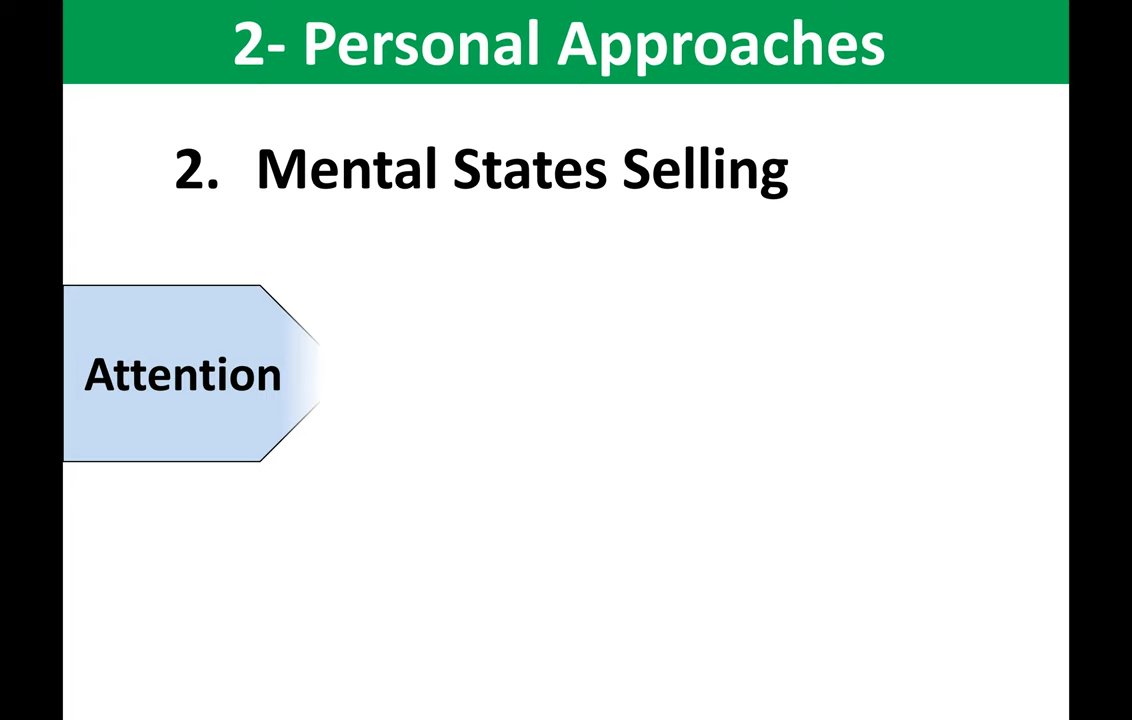 2- Personal Approaches
2. Mental States Selling
Attention